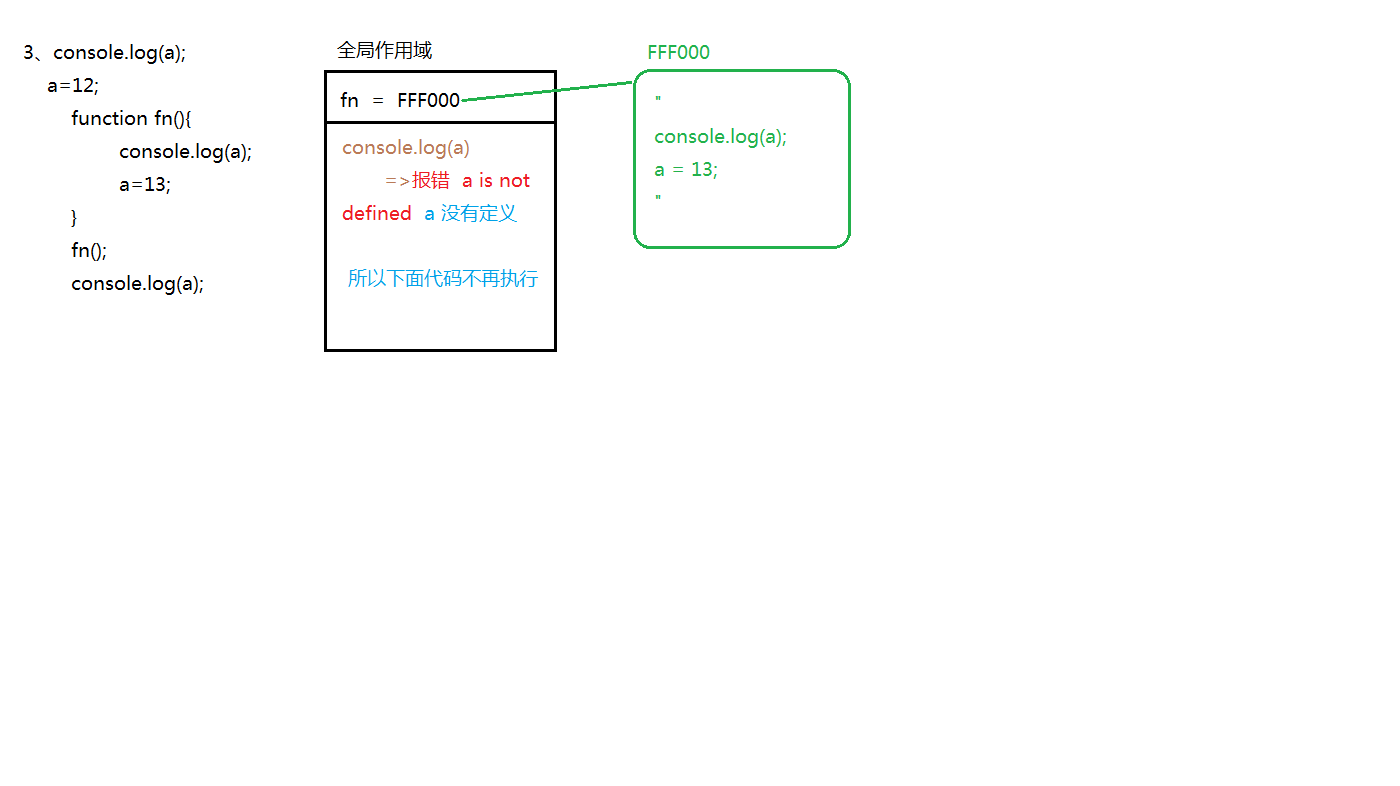 3、console.log(a);
a=12;
function fn(){
console.log(a);
a=13;
}
fn();
console.log(a);
全局作用域
fn = FFF000
console.log(a)
=>报错 a is not
defined a 没有定义
所以下面代码不再执行
FFF000
"
console.log(a);
a = 13;
"